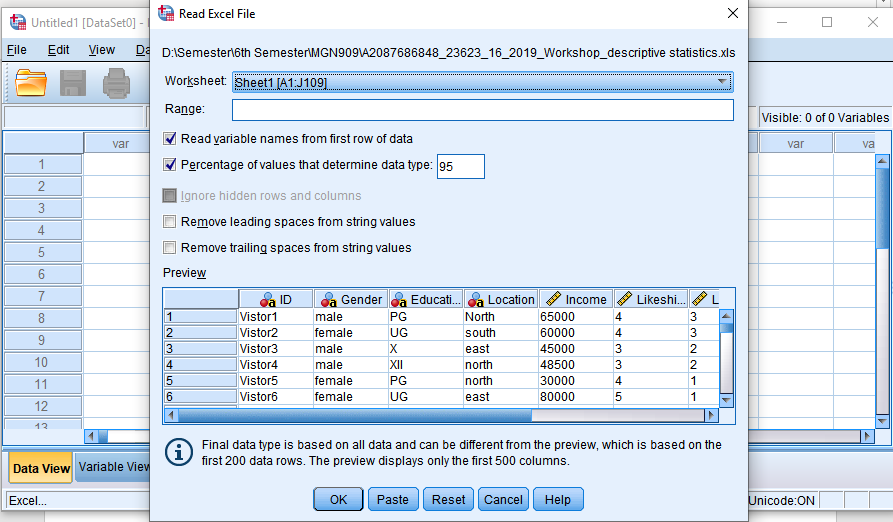 Untitled1 [DataSet0] -
Read Excel File
File Edit View Da
D:\Semester\6th Semester\MGN909\A2087686848_23623_16_2019_Workshop_descriptive statistics.xls
Worksheet: Sheet1 [A1:J109]
Range:
Visible: 0 of 0 Variables
Read variable names from first row of data
Percentage of values that determine data type: 95
Ignore hidden rows and columns
Remove leading spaces from string values
Remove trailing spaces from string values
Preview
var var va
1
2
3
4
5
6
7
8
9
10
11
12
13
ID Gender Educati... Location Income Likeshi... L
1 Vistor1 male PG North 65000 4 3
2 Vistor2 female UG south 60000 4 3
3 Vistor3 male X east 45000 3 2
4 Vistor4 male XII north 48500 3 2
5 Vistor5 female PG north 30000 4 1
6 Vistor6 female UG east 80000 5 1
Final data type is based on all data and can be different from the preview, which is based on the
first 200 data rows. The preview displays only the first 500 columns.
Data View Variable View
OK Paste Reset Cancel Help
Excel... Unicode:ON